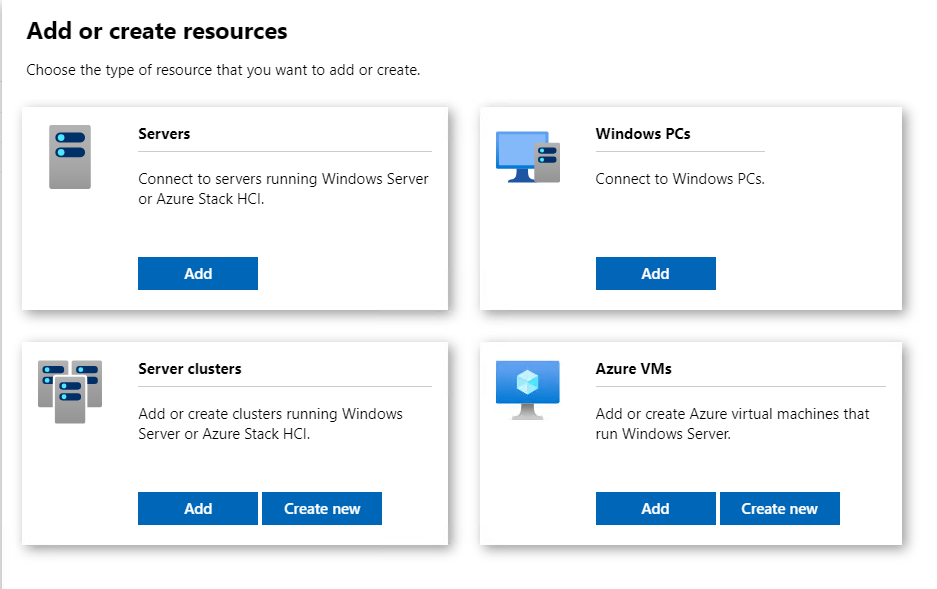 Add or create resources
Choose the type of resource that you want to add or create.
Servers
Connect to servers running Windows Server
or Azure Stack HCI.
Add
Windows PCs
Connect to Windows PCs.
Add
Server clusters
Add or create clusters running Windows
Server or Azure Stack HCI.
Add
Create new
Azure VMs
Add or create Azure virtual machines that
run Windows Server.
Add
Create new